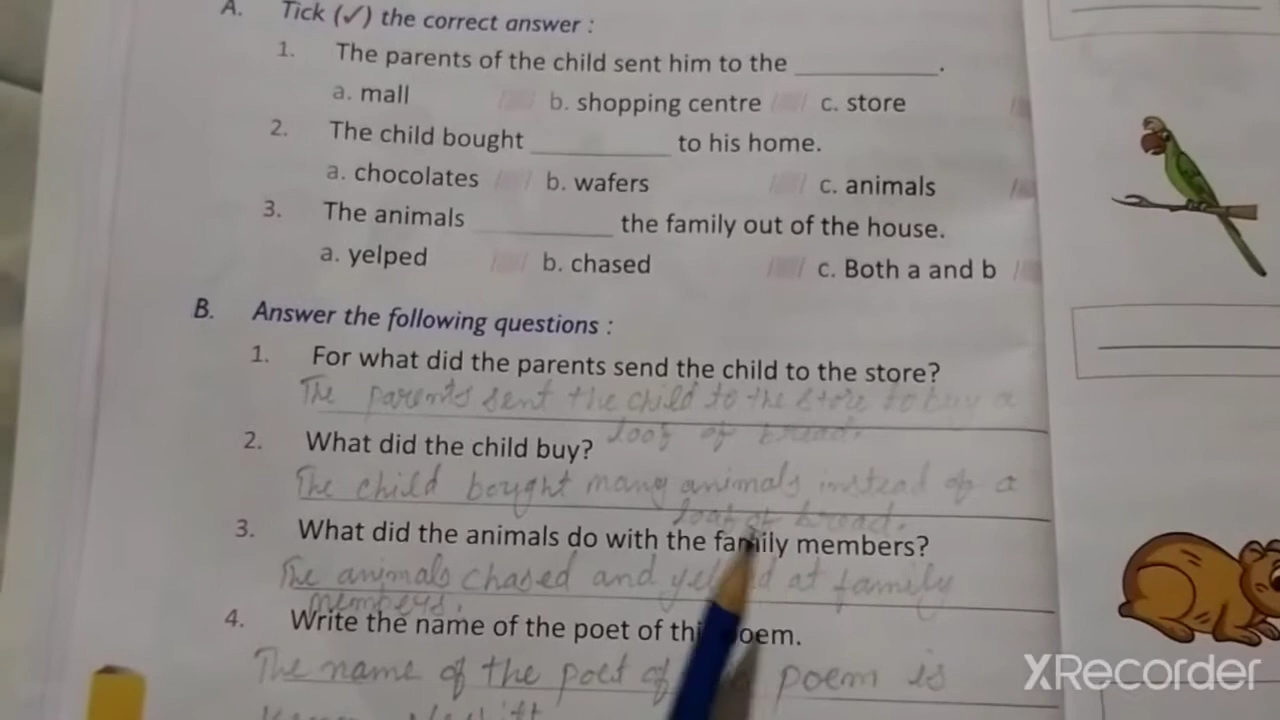 A. Tick (✓) the correct answer :
1. The parents of the child sent him to the __________.
a. mall b. shopping centre c. store
2. The child bought __________ to his home.
a. chocolates b. wafers c. animals
3. The animals __________ the family out of the house.
a. yelped b. chased c. Both a and b
B. Answer the following questions :
1. For what did the parents send the child to the store?
The parents sent the child to the store to buy a
loaf of bread.
2. What did the child buy?
The child bought many animals instead of a
loaf of bread.
3. What did the animals do with the family members?
The animals chased and yelped at family
members.
4. Write the name of the poet of this poem.
The name of the poet of poem is
XRecorder